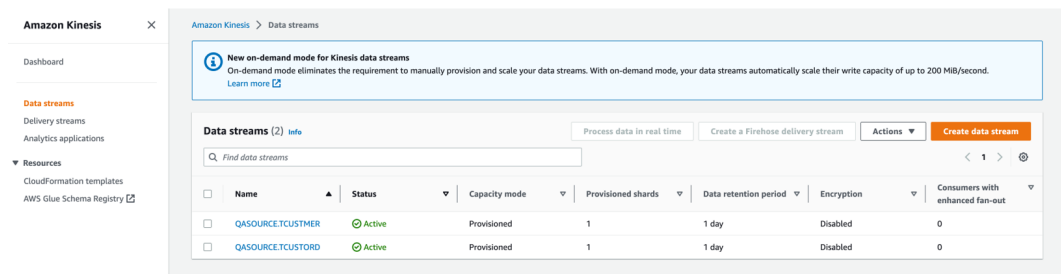 Amazon Kinesis
Amazon Kinesis > Data streams
Dashboard
New on-demand mode for Kinesis data streams
On-demand mode eliminates the requirement to manually provision and scale your data streams. With on-demand mode, your data streams automatically scale their write capacity of up to 200 MiB/second.
Learn more
Data streams
Delivery streams
Analytics applications
Resources
CloudFormation templates
AWS Glue Schema Registry
Data streams (2) Info
Process data in real time Create a Firehose delivery stream Actions Create data stream
Find data streams
< 1 >
Name Status Capacity mode Provisioned shards Data retention period Encryption Consumers with
enhanced fan-out
QASOURCE.TCUSTMER Active Provisioned 1 1 day Disabled 0
QASOURCE.TCUSTORD Active Provisioned 1 1 day Disabled 0